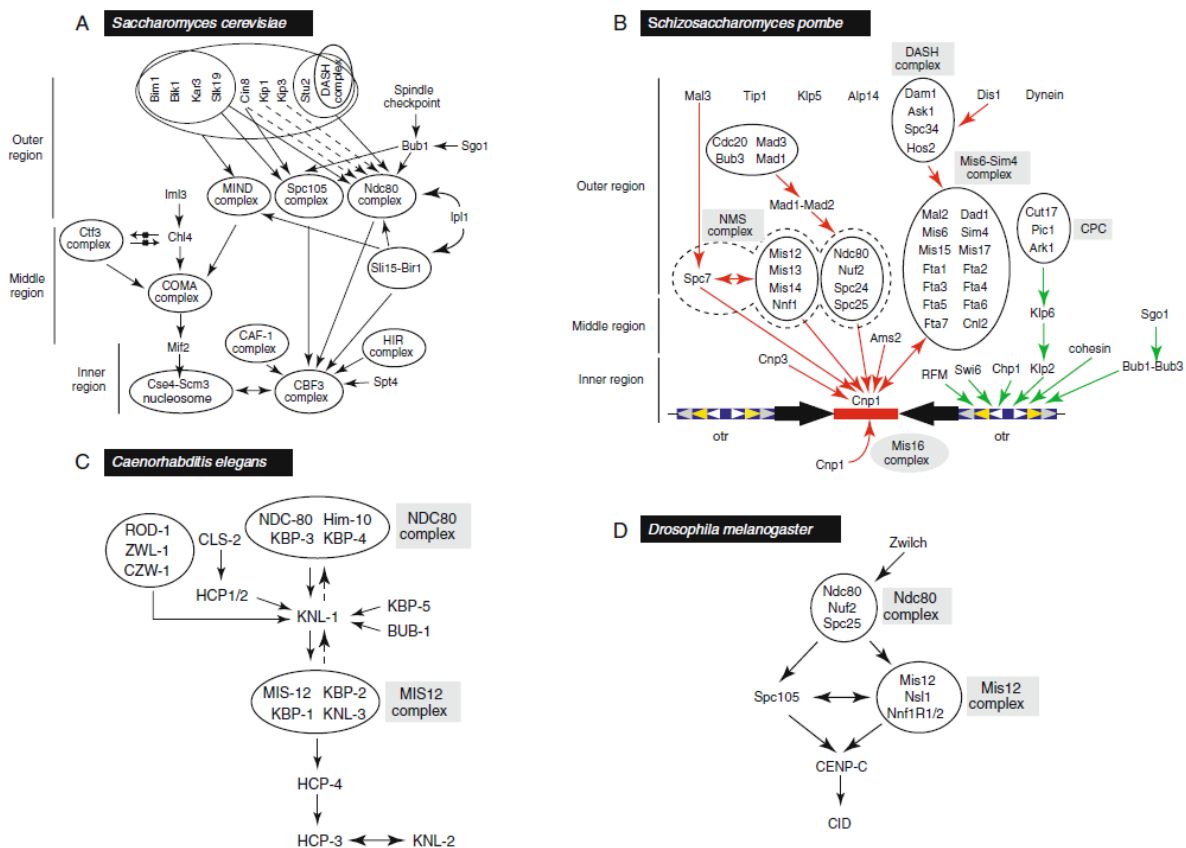 A
Saccharomyces cerevisiae
Bim1
Bik1
Kar3
Slk19
Cin8
Kip1
Kip3
Stu2
DASH
complex
Spindle
checkpoint
Outer
region
Bub1
Sgo1
Iml3
MIND
complex
Spc105
complex
Ndc80
complex
Ipl1
Ctf3
complex
Chl4
Middle
region
Sli15-Bir1
COMA
complex
Mif2
CAF-1
complex
HIR
complex
Inner
region
Cse4-Scm3
nucleosome
CBF3
complex
Spt4
B
Schizosaccharomyces pombe
DASH
complex
Mal3
Tip1
Klp5
Alp14
Dam1
Ask1
Spc34
Hos2
Dis1
Dynein
Cdc20 Mad3
Bub3 Mad1
Mis6-Sim4
complex
Outer region
Mad1-Mad2
NMS
complex
Mal2 Dad1
Mis6 Sim4
Mis15 Mis17
Fta1 Fta2
Fta3 Fta4
Fta5 Fta6
Fta7 Cnl2
Cut17
Pic1
Ark1
CPC
Spc7
Mis12
Mis13
Mis14
Nnf1
Ndc80
Nuf2
Spc24
Spc25
Middle region
Klp6
Sgo1
Ams2
Cnp3
cohesin
Inner region
RFM
Swi6
Chp1
Klp2
Bub1-Bub3
Cnp1
otr
otr
Cnp1
Mis16
complex
C
Caenorhabditis elegans
ROD-1
ZWL-1
CZW-1
CLS-2
NDC-80 Him-10
KBP-3 KBP-4
NDC80
complex
HCP1/2
KNL-1
KBP-5
BUB-1
MIS-12 KBP-2
KBP-1 KNL-3
MIS12
complex
HCP-4
HCP-3
KNL-2
D
Drosophila melanogaster
Zwilch
Ndc80
Nuf2
Spc25
Ndc80
complex
Spc105
Mis12
Nsl1
Nnf1R1/2
Mis12
complex
CENP-C
CID